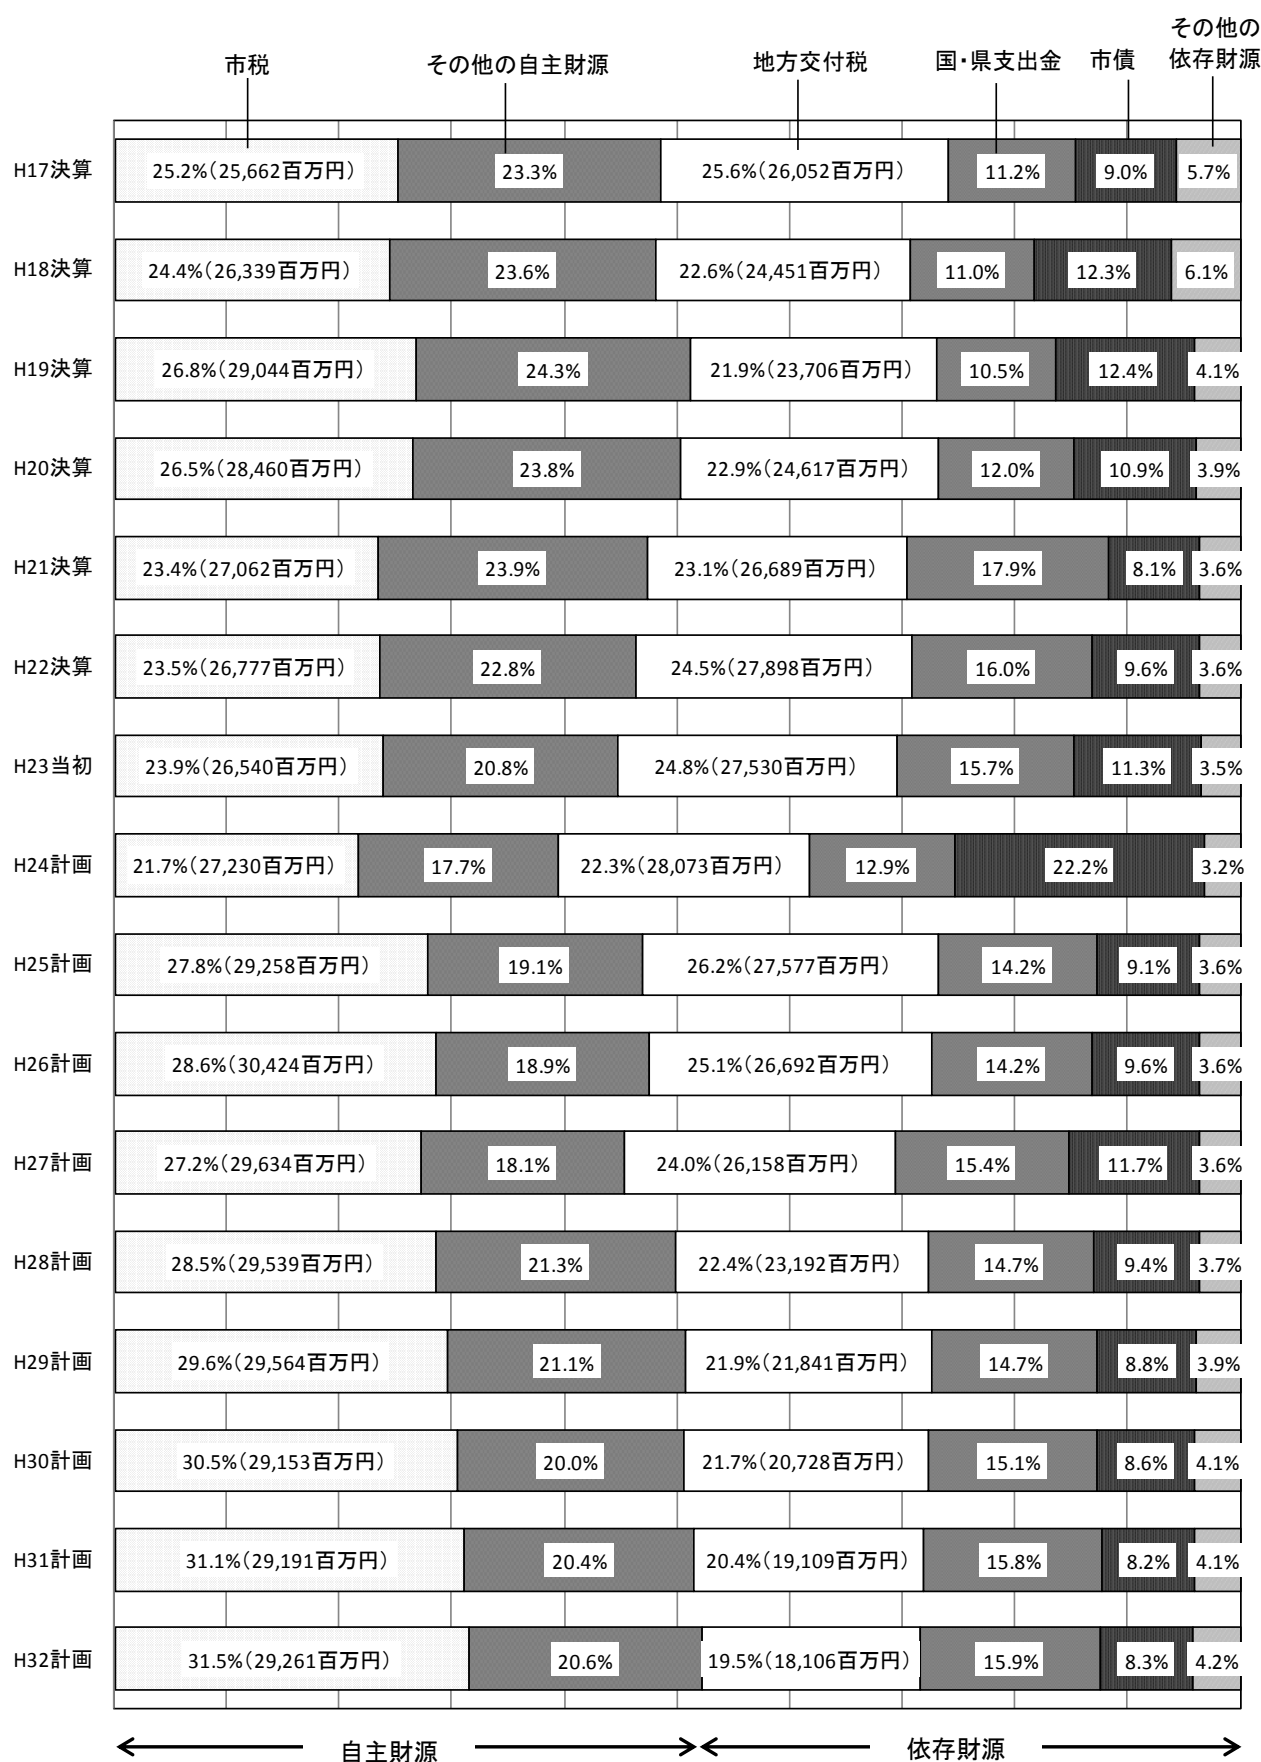 市税 その他の自主財源 地方交付税 国・県支出金 市債 その他の
依存財源
H17決算 25.2%(25,662百万円) 23.3% 25.6%(26,052百万円) 11.2% 9.0% 5.7%
H18決算 24.4%(26,339百万円) 23.6% 22.6%(24,451百万円) 11.0% 12.3% 6.1%
H19決算 26.8%(29,044百万円) 24.3% 21.9%(23,706百万円) 10.5% 12.4% 4.1%
H20決算 26.5%(28,460百万円) 23.8% 22.9%(24,617百万円) 12.0% 10.9% 3.9%
H21決算 23.4%(27,062百万円) 23.9% 23.1%(26,689百万円) 17.9% 8.1% 3.6%
H22決算 23.5%(26,777百万円) 22.8% 24.5%(27,898百万円) 16.0% 9.6% 3.6%
H23当初 23.9%(26,540百万円) 20.8% 24.8%(27,530百万円) 15.7% 11.3% 3.5%
H24計画 21.7%(27,230百万円) 17.7% 22.3%(28,073百万円) 12.9% 22.2% 3.2%
H25計画 27.8%(29,258百万円) 19.1% 26.2%(27,577百万円) 14.2% 9.1% 3.6%
H26計画 28.6%(30,424百万円) 18.9% 25.1%(26,692百万円) 14.2% 9.6% 3.6%
H27計画 27.2%(29,634百万円) 18.1% 24.0%(26,158百万円) 15.4% 11.7% 3.6%
H28計画 28.5%(29,539百万円) 21.3% 22.4%(23,192百万円) 14.7% 9.4% 3.7%
H29計画 29.6%(29,564百万円) 21.1% 21.9%(21,841百万円) 14.7% 8.8% 3.9%
H30計画 30.5%(29,153百万円) 20.0% 21.7%(20,728百万円) 15.1% 8.6% 4.1%
H31計画 31.1%(29,191百万円) 20.4% 20.4%(19,109百万円) 15.8% 8.2% 4.1%
H32計画 31.5%(29,261百万円) 20.6% 19.5%(18,106百万円) 15.9% 8.3% 4.2%
自主財源 依存財源